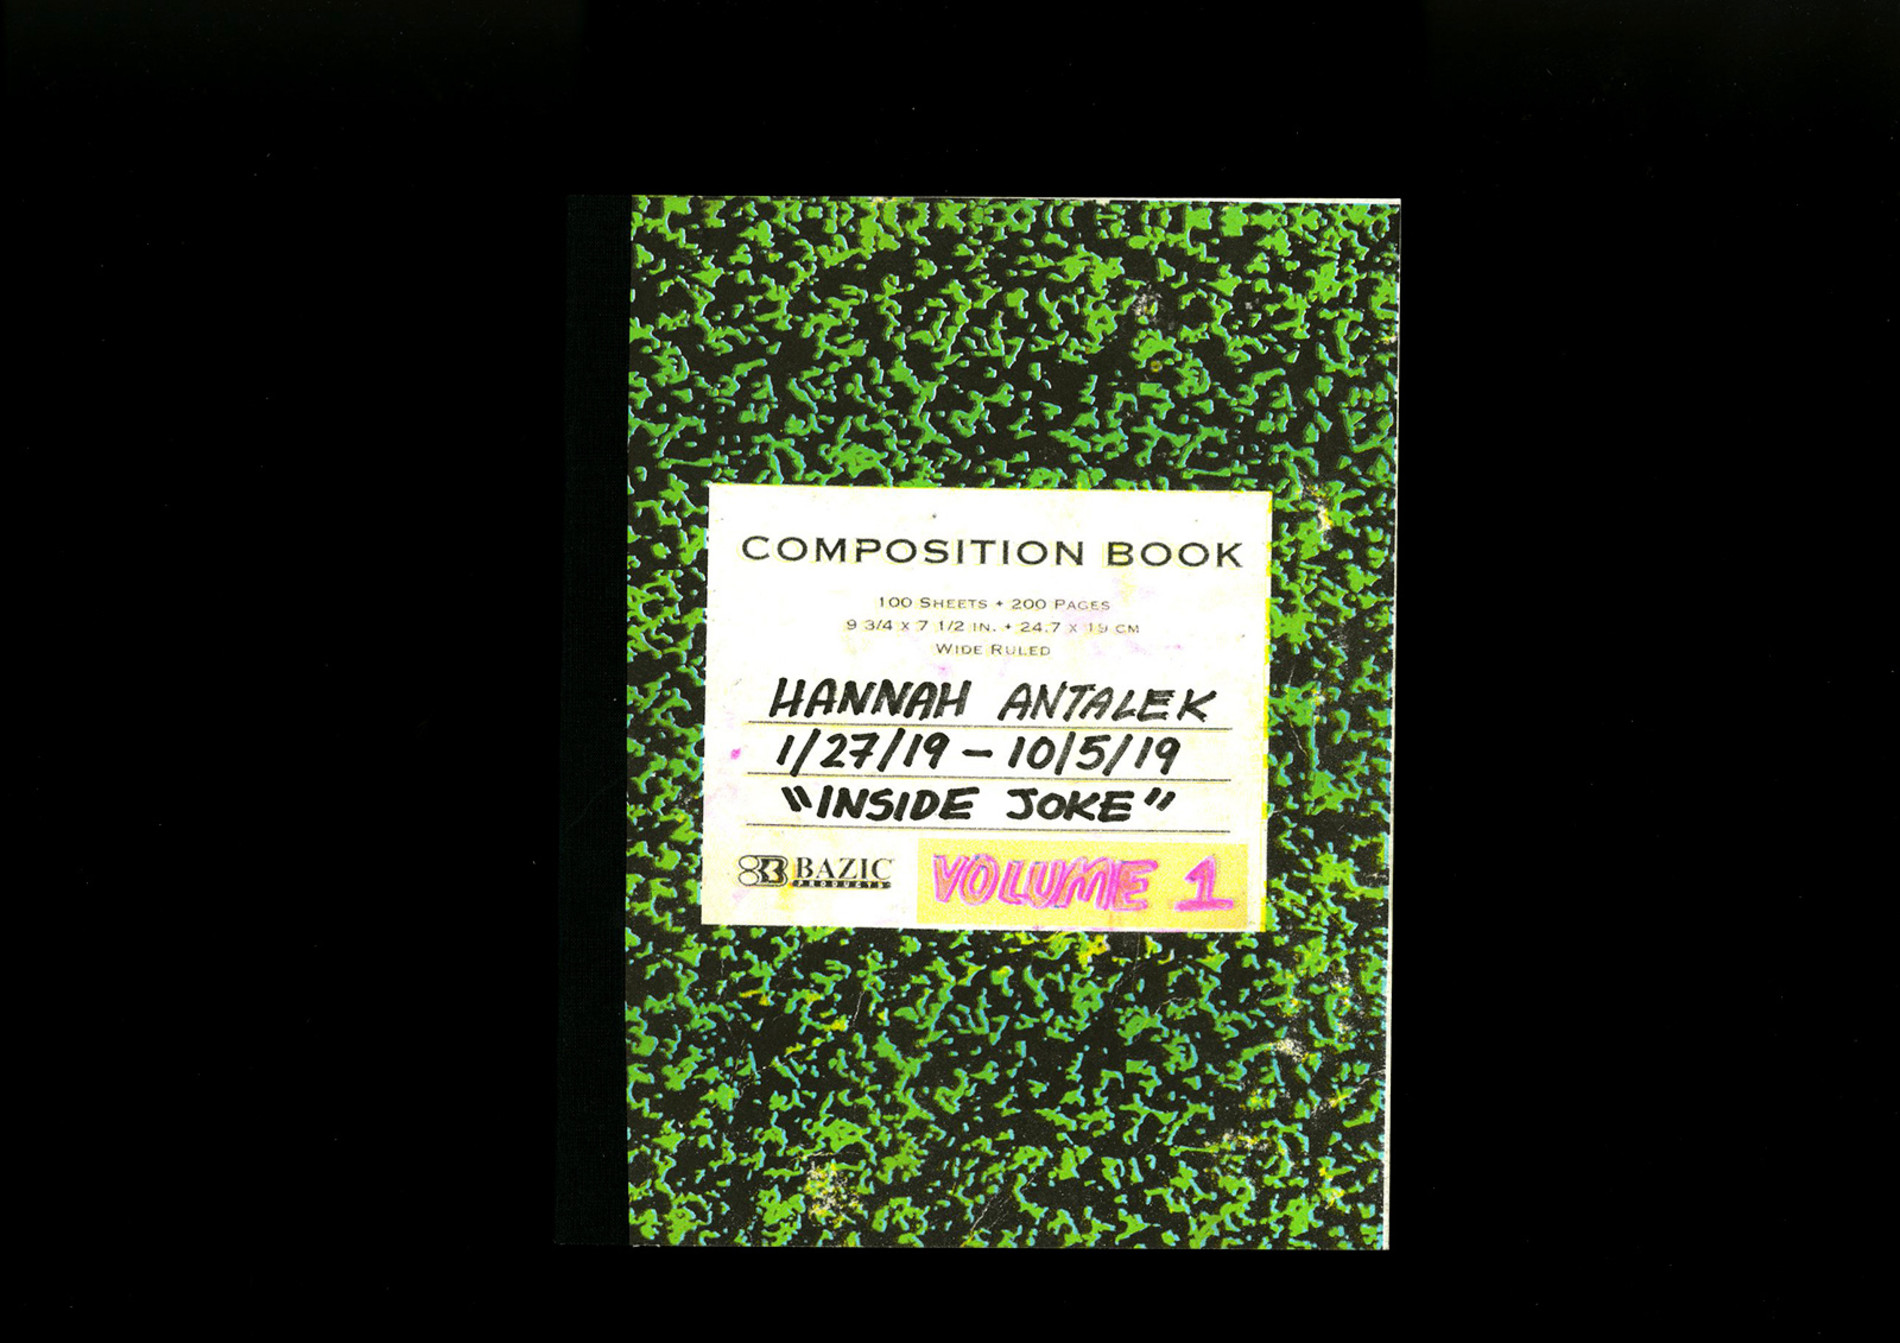 COMPOSITION BOOK
100 SHEETS + 200 PAGES
9 3/4 X 7 1/2 IN. + 24.7 X 19 CM
WIDE RULED
HANNAH ANTALEK
1/27/19 – 10/5/19
"INSIDE JOKE"
BAZIC
PRODUCTS
VOLUME 1